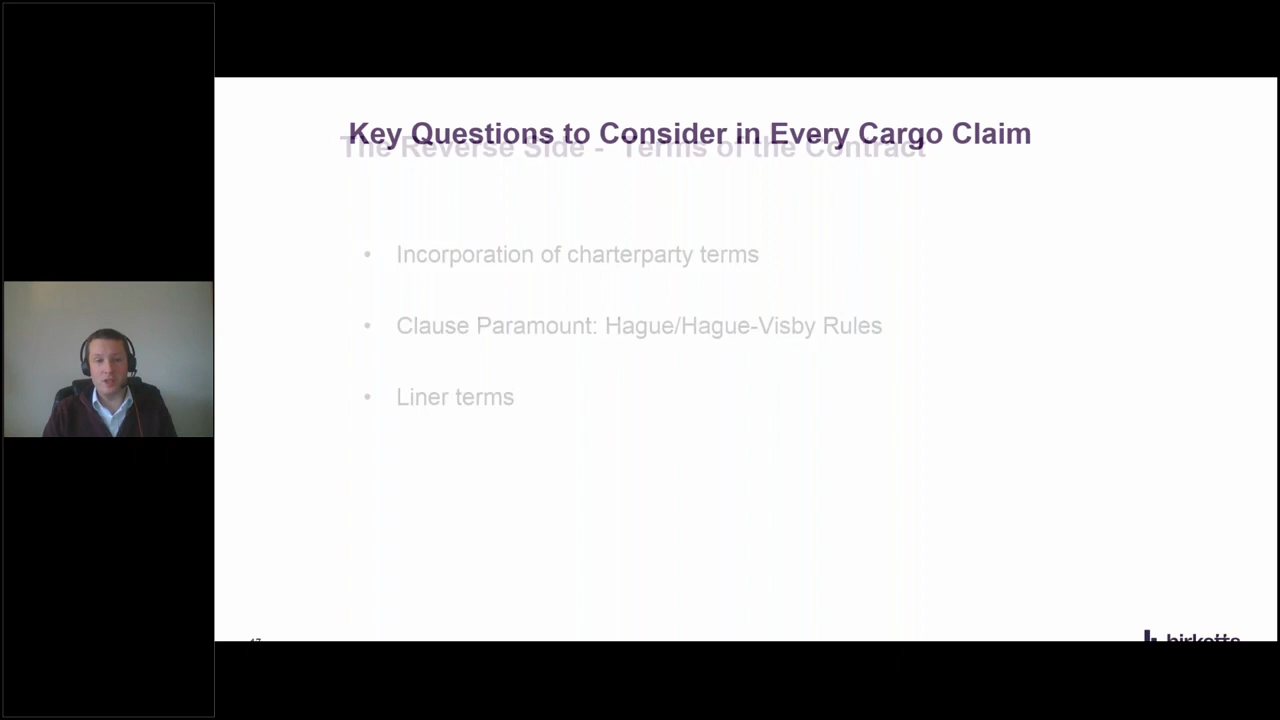 Key Questions to Consider in Every Cargo Claim
The Reverse Side - Terms of the Contract
• Incorporation of charterparty terms
• Clause Paramount: Hague/Hague-Visby Rules
• Liner terms
birketts